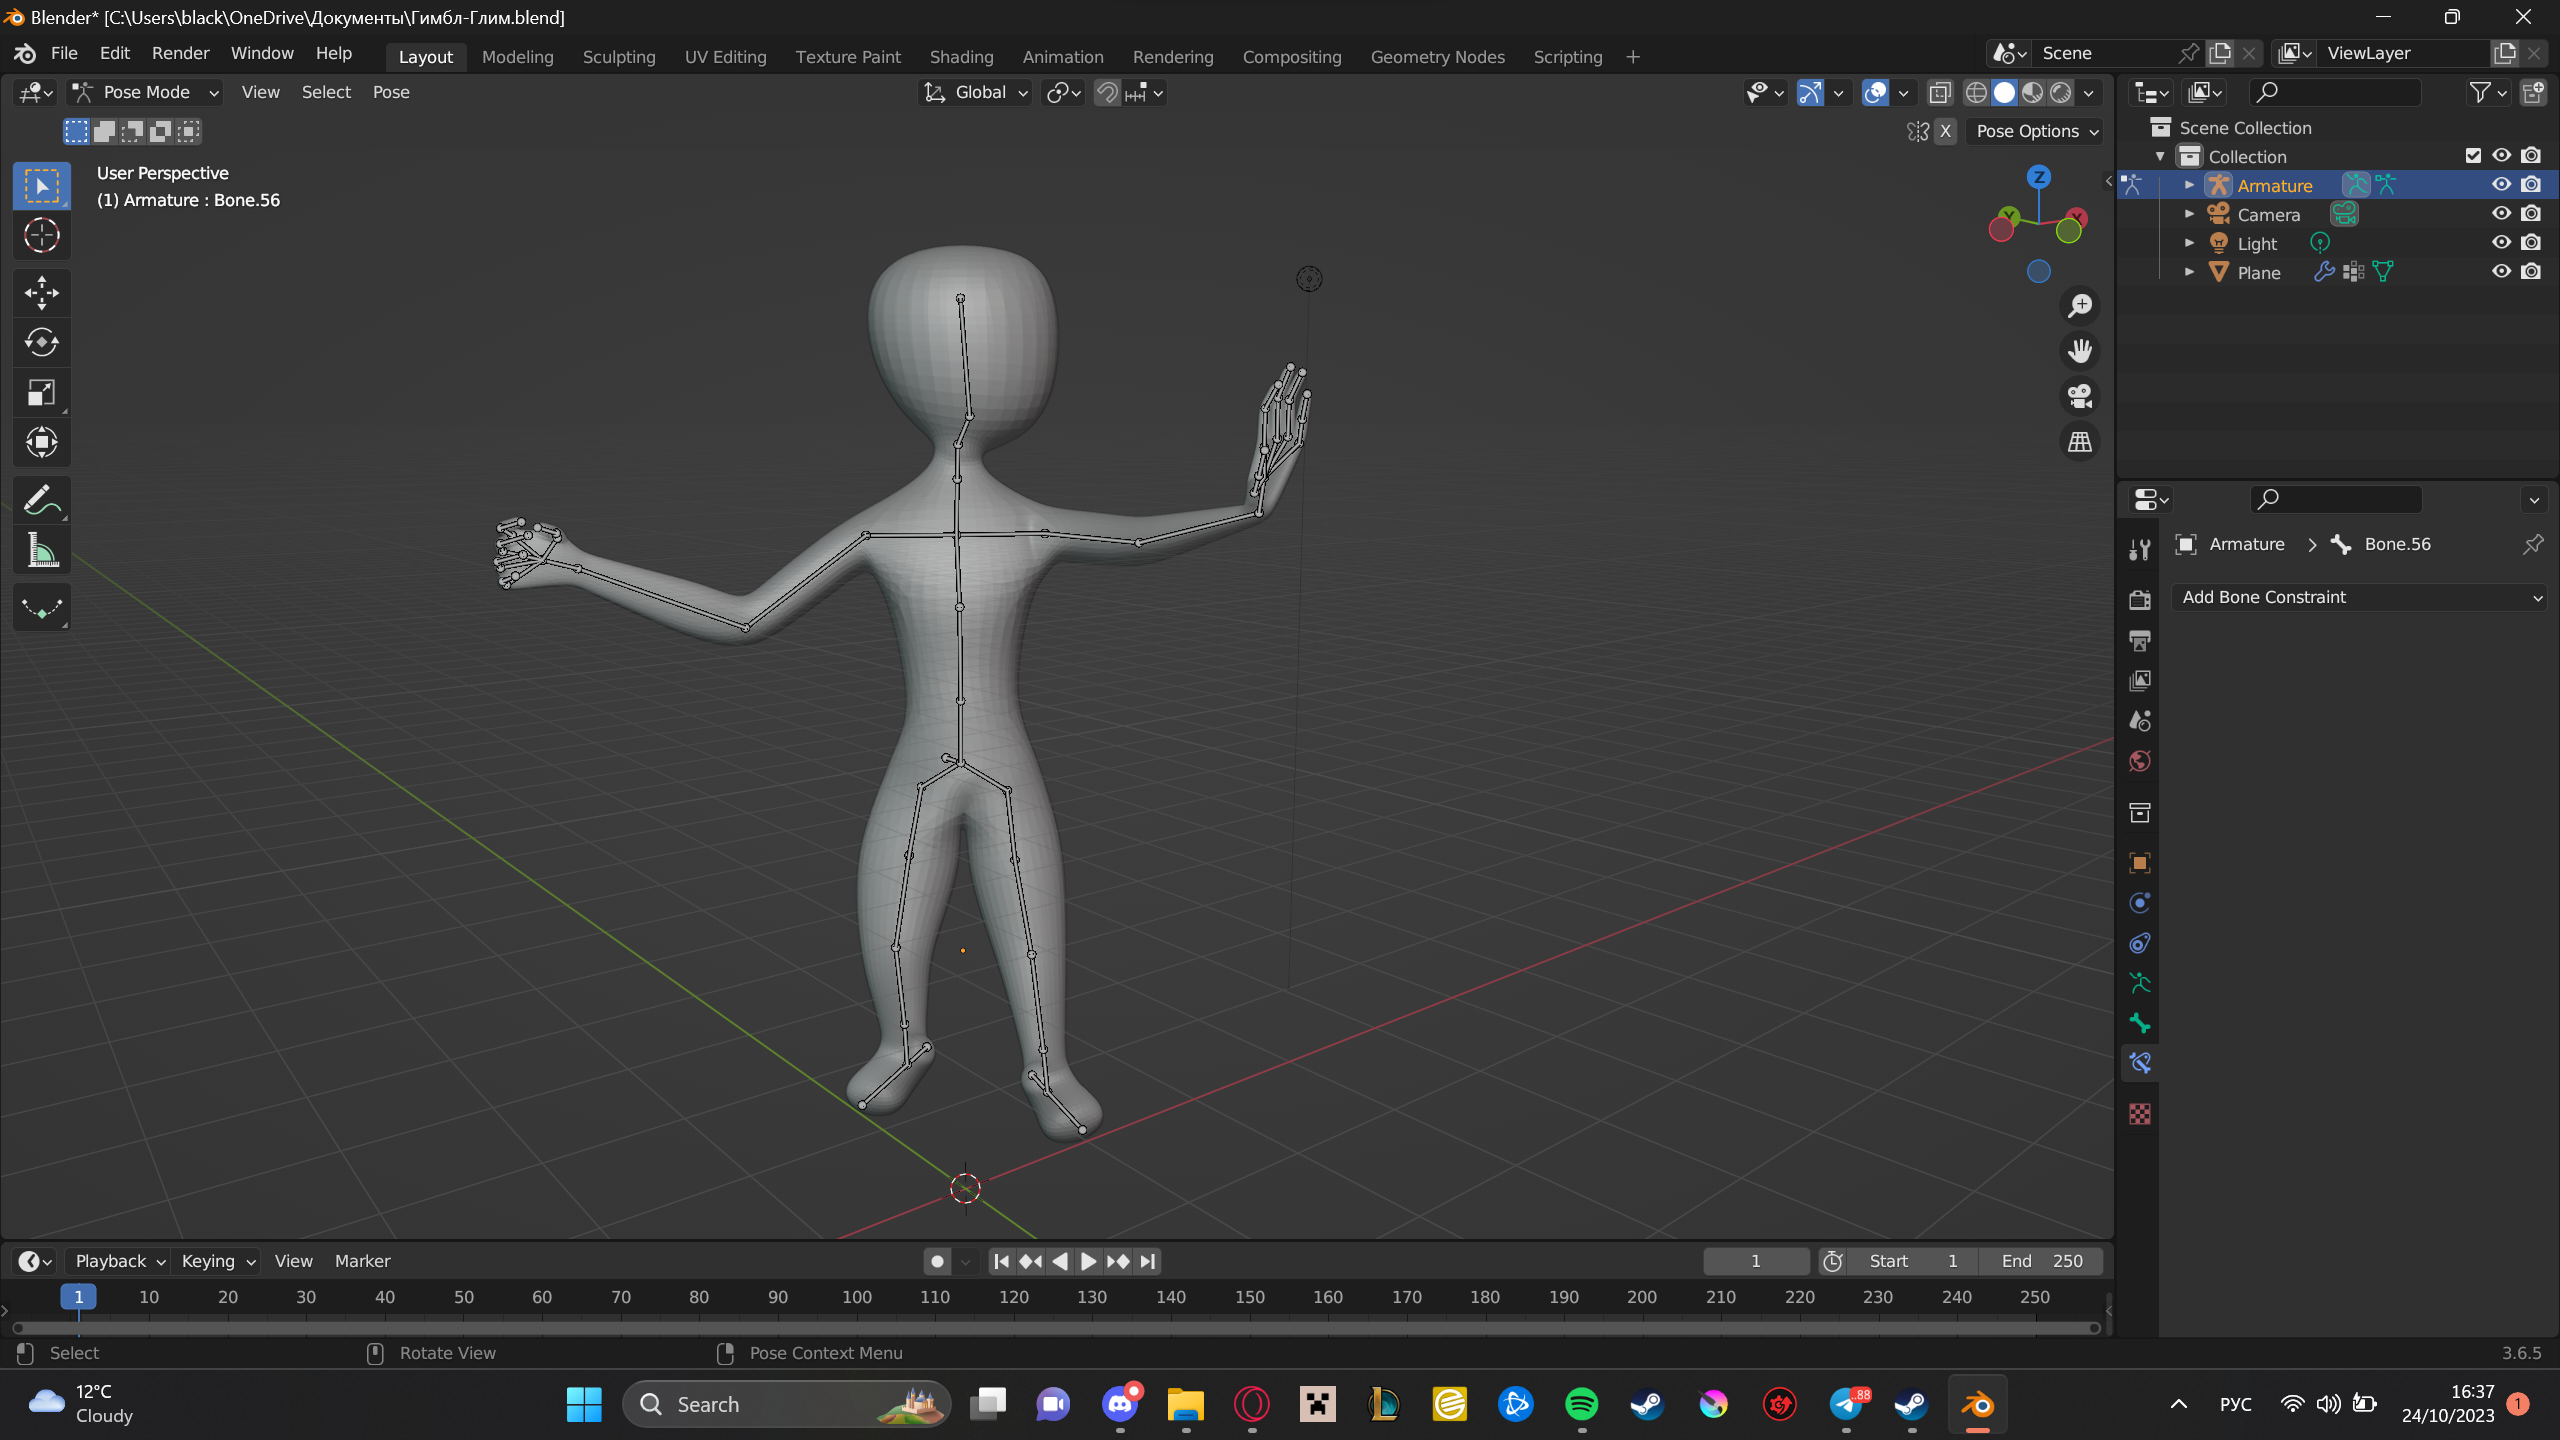 Blender* [C:\Users\black\OneDrive\Документы\Гимбл-Глим.blend]
File Edit Render Window Help
Layout Modeling Sculpting UV Editing Texture Paint Shading Animation Rendering Compositing Geometry Nodes Scripting +
Scene
ViewLayer
Pose Mode View Select Pose
Global
X
Pose Options
User Perspective
(1) Armature : Bone.56
Z
Y
X
Scene Collection
Collection
Armature
Camera
Light
Plane
Armature > Bone.56
Add Bone Constraint
Playback Keying View Marker
1
Start 1
End 250
1 10 20 30 40 50 60 70 80 90 100 110 120 130 140 150 160 170 180 190 200 210 220 230 240 250
Select
Rotate View
Pose Context Menu
3.6.5
12°C
Cloudy
Search
..88
РУС
16:37
24/10/2023
1